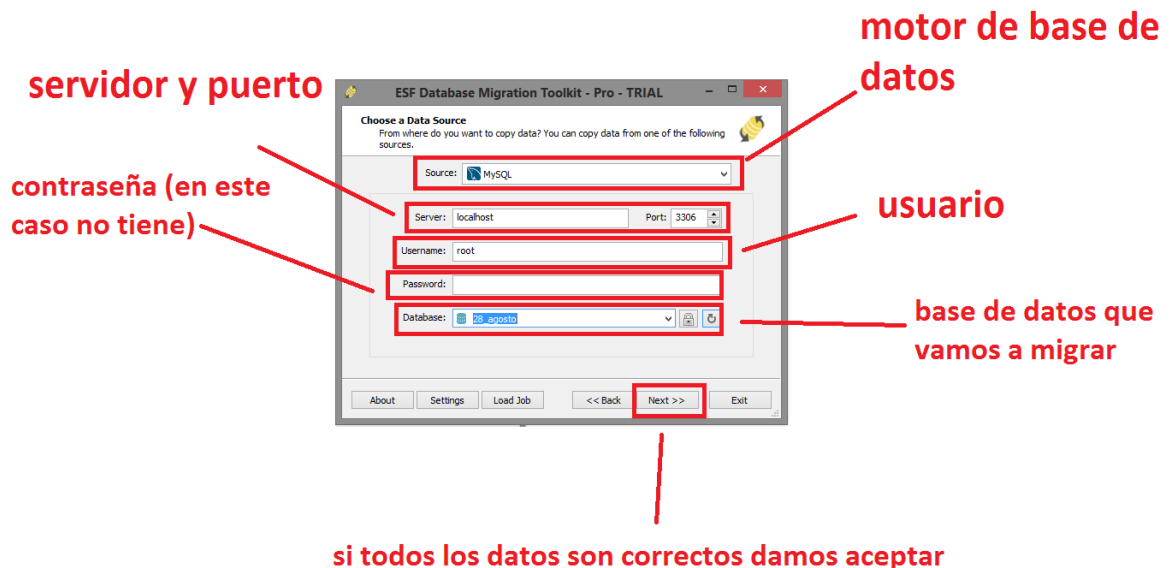 motor de base de
datos
servidor y puerto
ESF Database Migration Toolkit - Pro - TRIAL
Choose a Data Source
From where do you want to copy data? You can copy data from one of the following
sources.
Source: MySQL
contraseña (en este
caso no tiene)
Server: localhost Port: 3306
usuario
Username: root
Password:
Database: 28_agosto
base de datos que
vamos a migrar
About Settings Load Job << Back Next >> Exit
si todos los datos son correctos damos aceptar